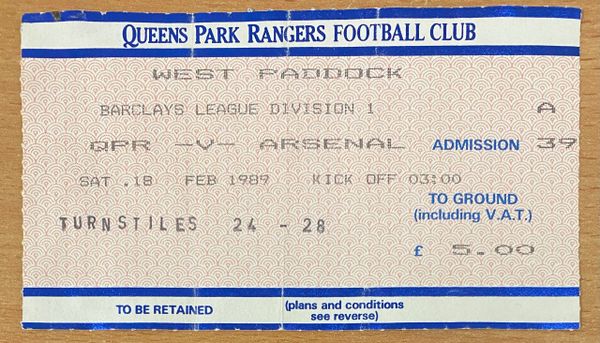 QUEENS PARK RANGERS FOOTBALL CLUB
WEST PADDOCK
BARCLAYS LEAGUE DIVISION 1 A
QPR -V- ARSENAL ADMISSION 39
SAT .18 FEB 1989 KICK OFF 03:00
TO GROUND
(including V.A.T.)
TURNSTILES 24 - 28
£ 5.00
TO BE RETAINED (plans and conditions
see reverse)